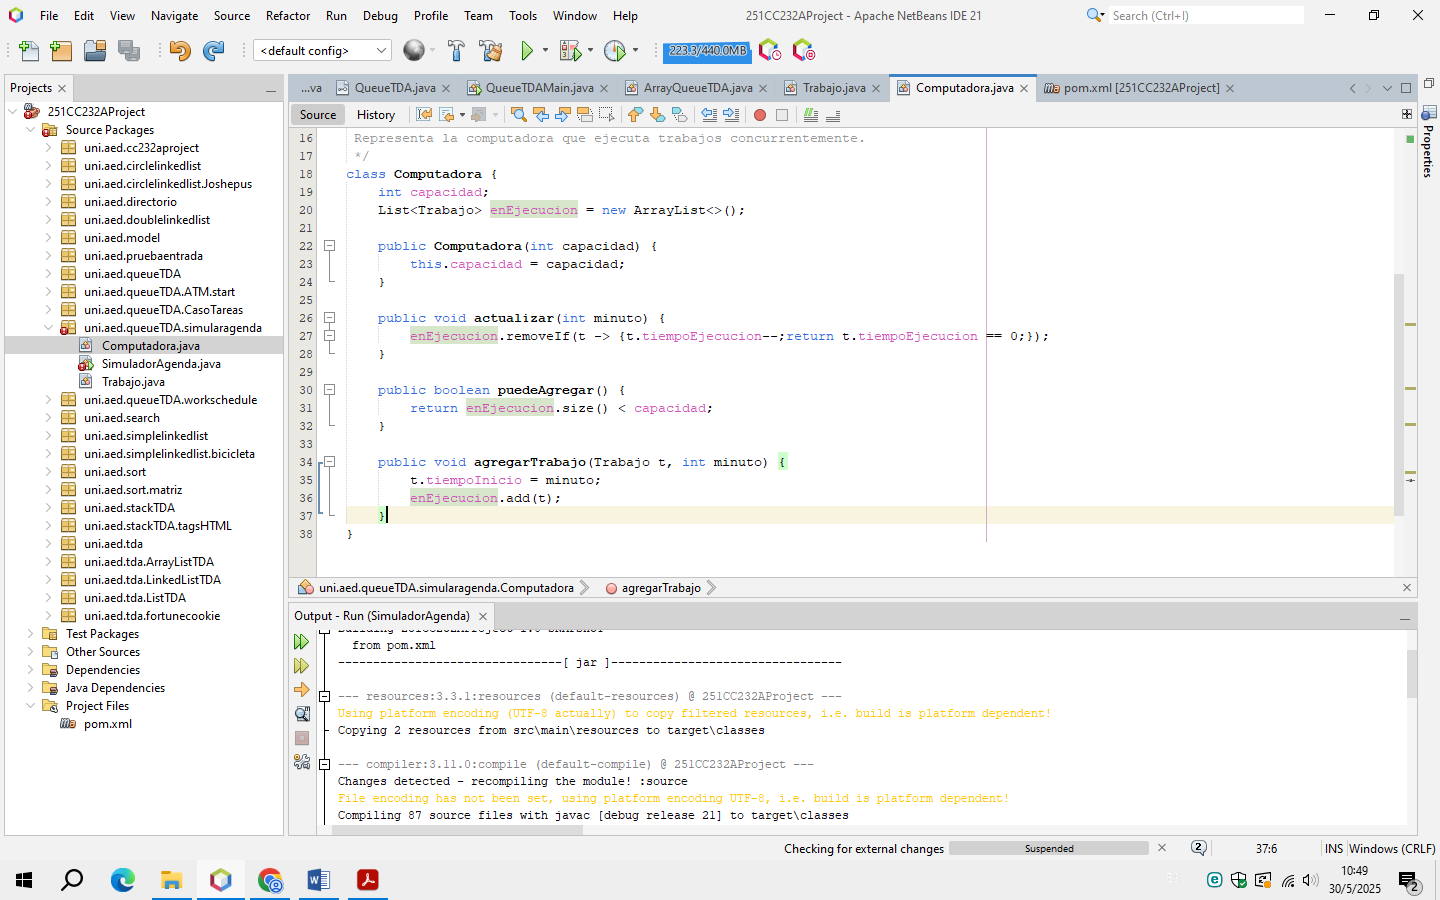 File Edit View Navigate Source Refactor Run Debug Profile Team Tools Window Help
251CC232AProject - Apache NetBeans IDE 21
Search (Ctrl+I)
<default config>
223.3/440.0MB
Projects
251CC232AProject
Source Packages
uni.aed.cc232aproject
uni.aed.circlelinkedlist
uni.aed.circlelinkedlist.Joshepus
uni.aed.directorio
uni.aed.doublelinkedlist
uni.aed.model
uni.aed.pruebaentrada
uni.aed.queueTDA
uni.aed.queueTDA.ATM.start
uni.aed.queueTDA.CasoTareas
uni.aed.queueTDA.simularagenda
Computadora.java
SimuladorAgenda.java
Trabajo.java
uni.aed.queueTDA.workschedule
uni.aed.search
uni.aed.simplelinkedlist
uni.aed.simplelinkedlist.bicicleta
uni.aed.sort
uni.aed.sort.matriz
uni.aed.stackTDA
uni.aed.stackTDA.tagsHTML
uni.aed.tda
uni.aed.tda.ArrayListTDA
uni.aed.tda.LinkedListTDA
uni.aed.tda.ListTDA
uni.aed.tda.fortunecookie
Test Packages
Other Sources
Dependencies
Java Dependencies
Project Files
pom.xml
...va QueueTDA.java QueueTDAMain.java ArrayQueueTDA.java Trabajo.java Computadora.java pom.xml [251CC232AProject]
Source History
16 Representa la computadora que ejecuta trabajos concurrentemente.
17 */
18 class Computadora {
19 int capacidad;
20 List<Trabajo> enEjecucion = new ArrayList<>();
21
22 public Computadora(int capacidad) {
23 this.capacidad = capacidad;
24 }
25
26 public void actualizar(int minuto) {
27 enEjecucion.removeIf(t -> {t.tiempoEjecucion--;return t.tiempoEjecucion == 0;});
28 }
29
30 public boolean puedeAgregar() {
31 return enEjecucion.size() < capacidad;
32 }
33
34 public void agregarTrabajo(Trabajo t, int minuto) {
35 t.tiempoInicio = minuto;
36 enEjecucion.add(t);
37 }
38 }
Properties
uni.aed.queueTDA.simularagenda.Computadora agregarTrabajo
Output - Run (SimuladorAgenda)
Building 251CC232AProject 1.0-SNAPSHOT
from pom.xml
--------------------------------[ jar ]---------------------------------
--- resources:3.3.1:resources (default-resources) @ 251CC232AProject ---
Using platform encoding (UTF-8 actually) to copy filtered resources, i.e. build is platform dependent!
Copying 2 resources from src\main\resources to target\classes
--- compiler:3.11.0:compile (default-compile) @ 251CC232AProject ---
Changes detected - recompiling the module! :source
File encoding has not been set, using platform encoding UTF-8, i.e. build is platform dependent!
Compiling 87 source files with javac [debug release 21] to target\classes
Checking for external changes Suspended 2 37:6 INS Windows (CRLF)
10:49
30/5/2025
2